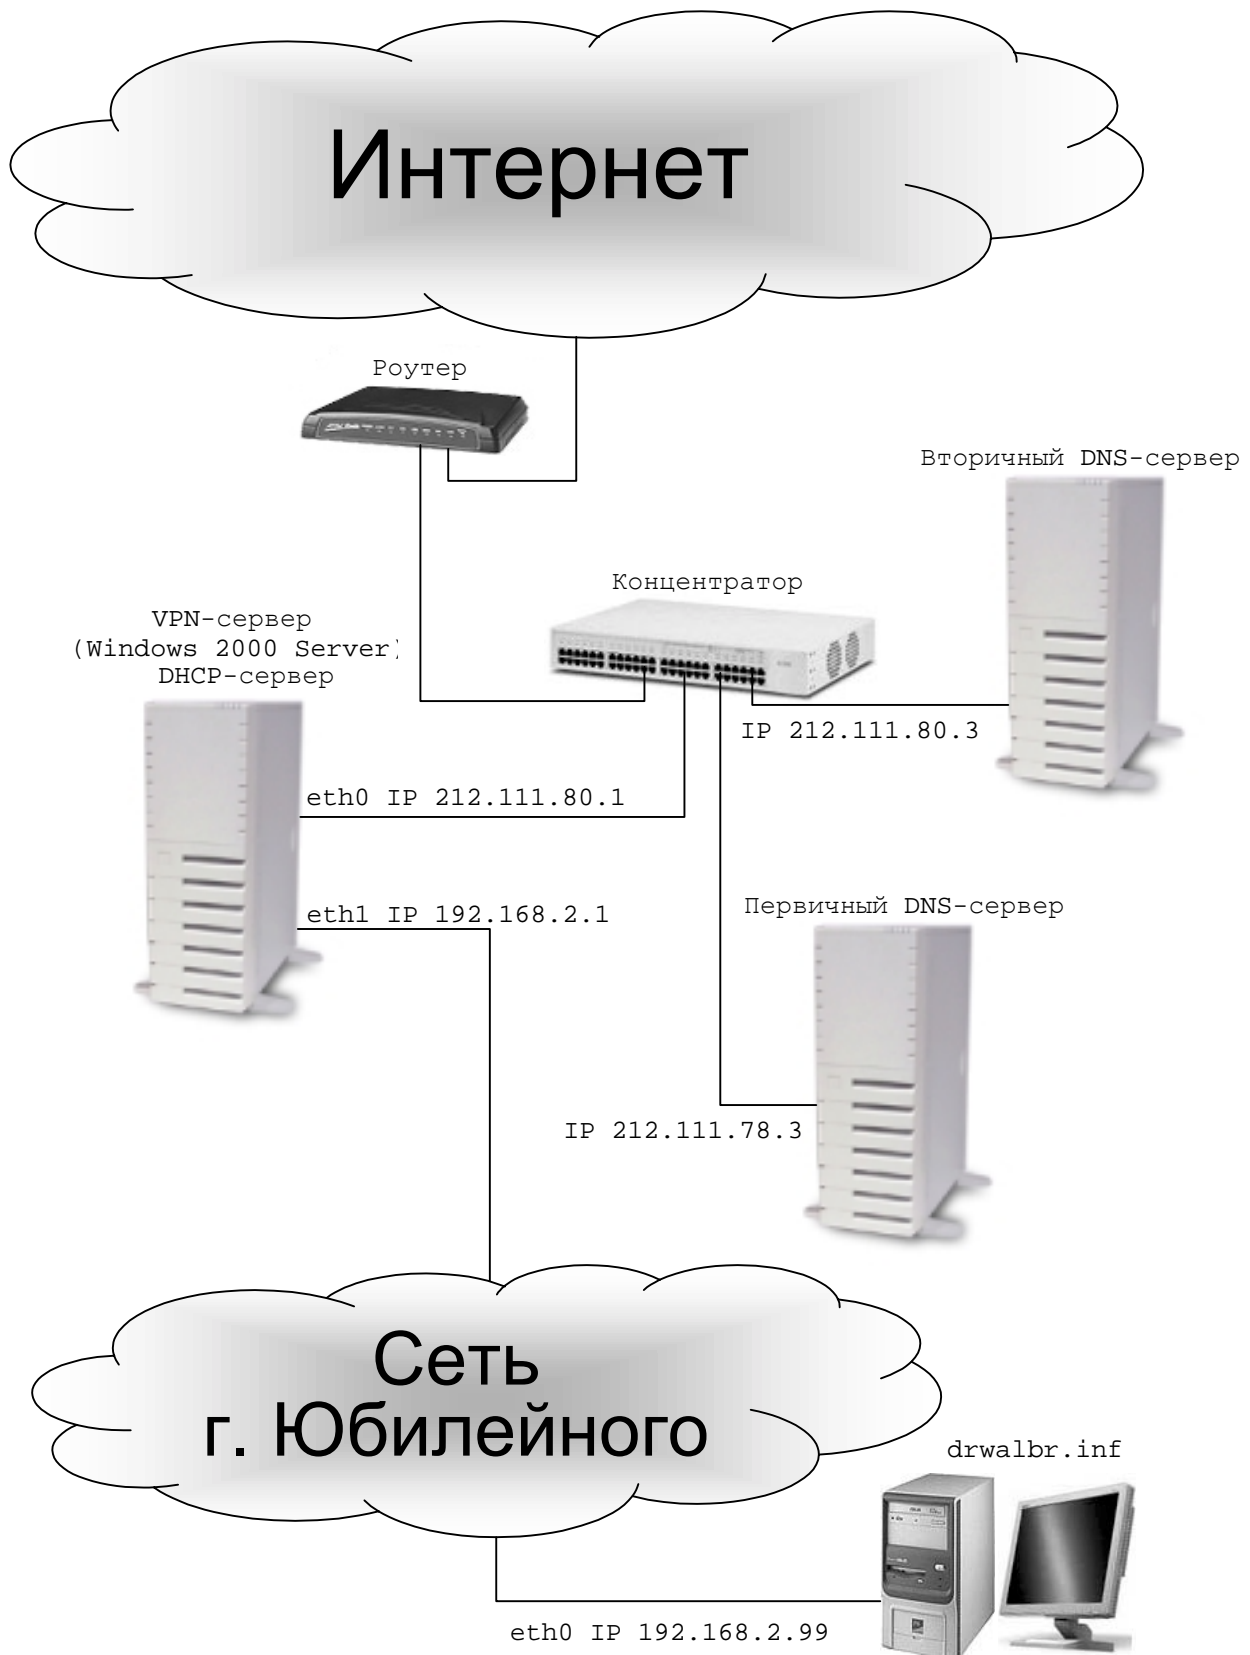 Интернет
Роутер
Вторичный DNS-сервер
Концентратор
VPN-сервер
(Windows 2000 Server)
DHCP-сервер
IP 212.111.80.3
eth0 IP 212.111.80.1
eth1 IP 192.168.2.1
Первичный DNS-сервер
IP 212.111.78.3
Сеть
г. Юбилейного
drwalbr.inf
eth0 IP 192.168.2.99